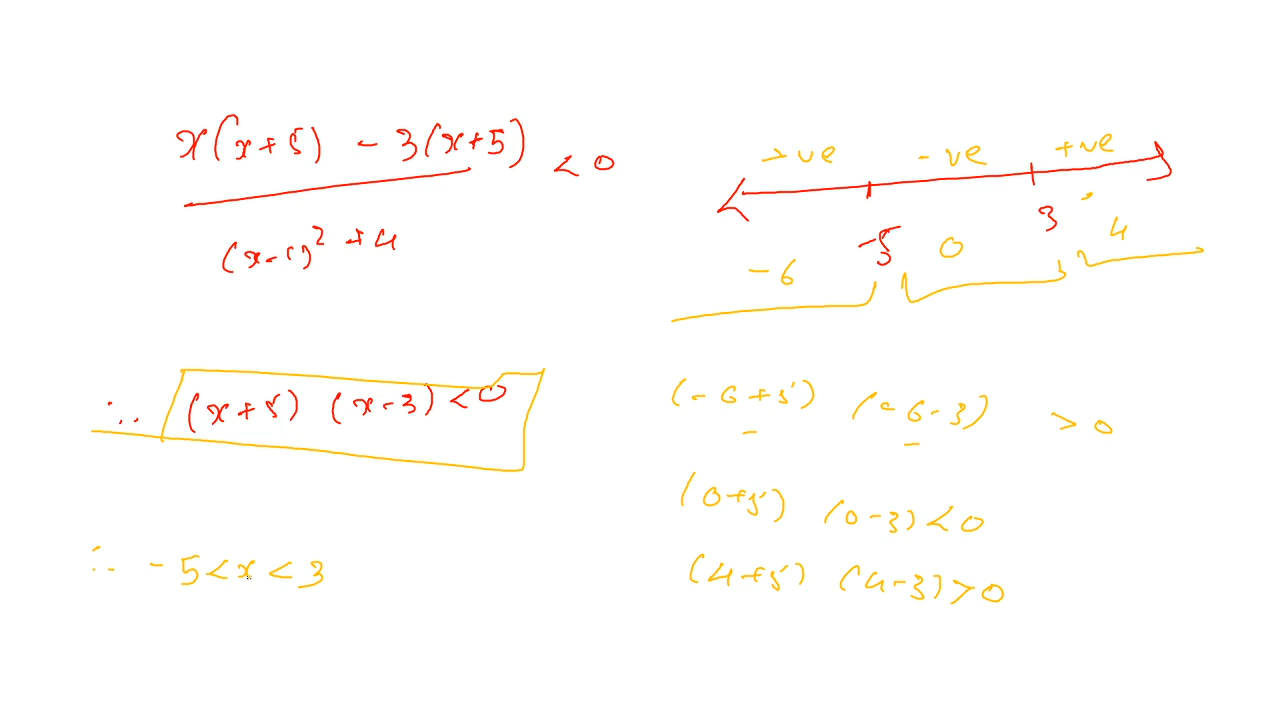 x(x+5) - 3(x+5) < 0
(x-1)² + 4
∴ (x+5) (x-3) < 0
∴ -5 < x < 3
+ve -ve +ve
-5 3
-6 0 4
(-6+5) (-6-3) > 0
(0+5) (0-3) < 0
(4+5) (4-3) > 0